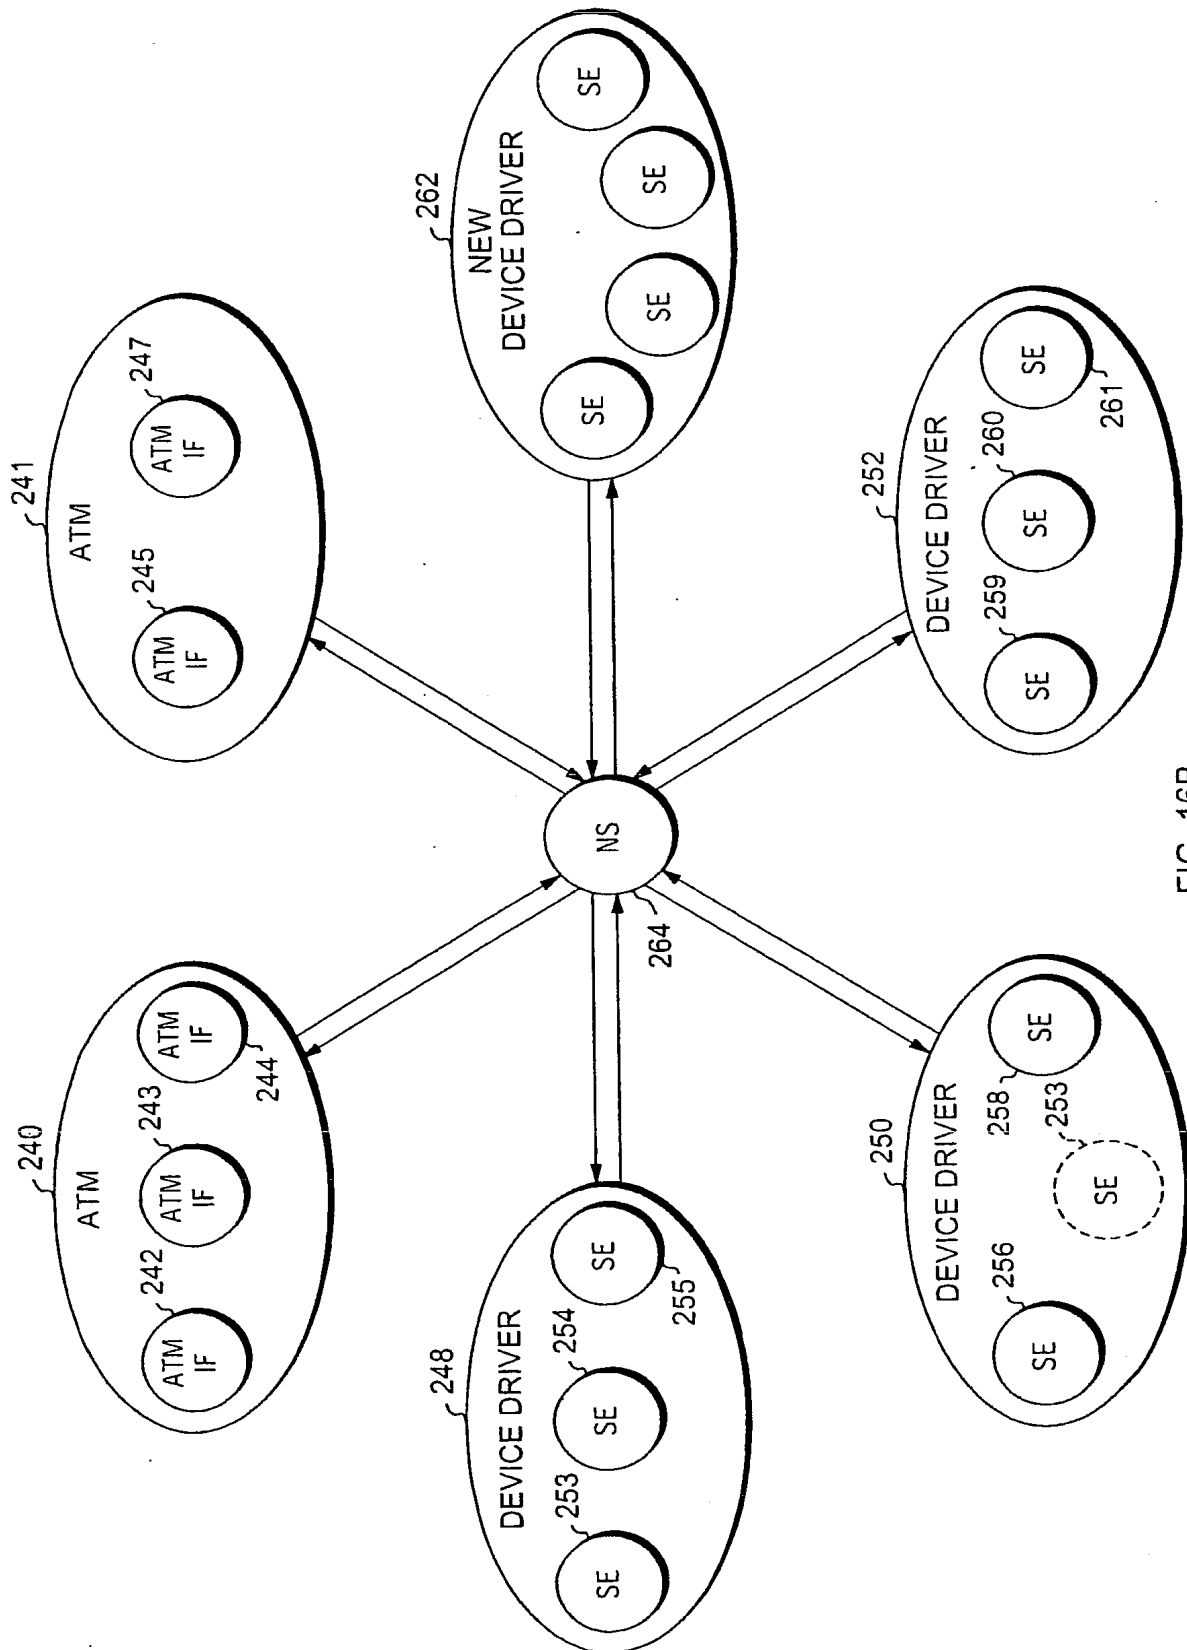 240
ATM
242
ATM
IF
243
ATM
IF
244
ATM
IF
241
ATM
245
ATM
IF
247
ATM
IF
248
DEVICE DRIVER
253
SE
254
SE
255
SE
NS
264
262
NEW
DEVICE DRIVER
SE
SE
SE
SE
250
DEVICE DRIVER
256
SE
253
SE
258
SE
252
DEVICE DRIVER
259
SE
260
SE
261
SE
FIG. 16B